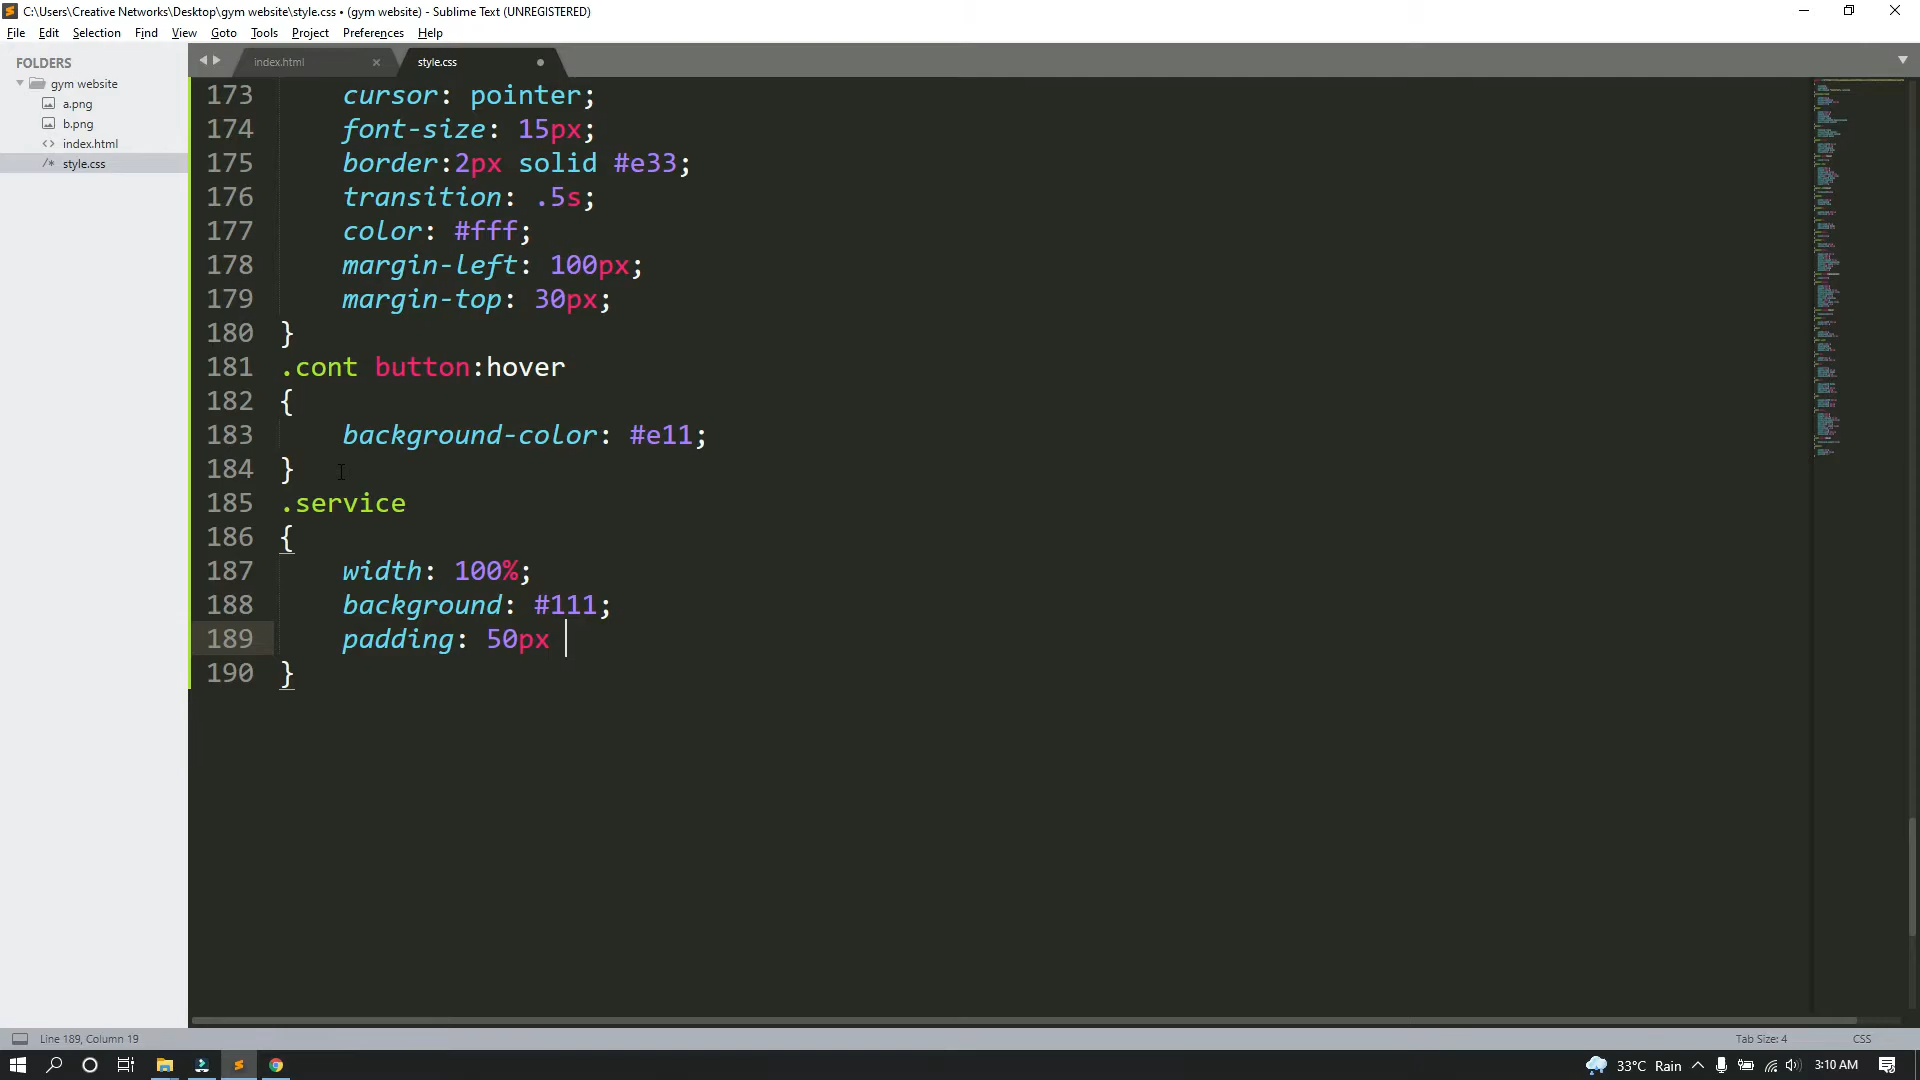 C:\Users\Creative Networks\Desktop\gym website\style.css • (gym website) - Sublime Text (UNREGISTERED)
File Edit Selection Find View Goto Tools Project Preferences Help
FOLDERS
gym website
a.png
b.png
<> index.html
/* style.css
index.html ×
style.css
173 cursor: pointer;
174 font-size: 15px;
175 border:2px solid #e33;
176 transition: .5s;
177 color: #fff;
178 margin-left: 100px;
179 margin-top: 30px;
180 }
181 .cont button:hover
182 {
183 background-color: #e11;
184 }
185 .service
186 {
187 width: 100%;
188 background: #111;
189 padding: 50px
190 }
Line 189, Column 19
Tab Size: 4 CSS
33°C Rain 3:10 AM